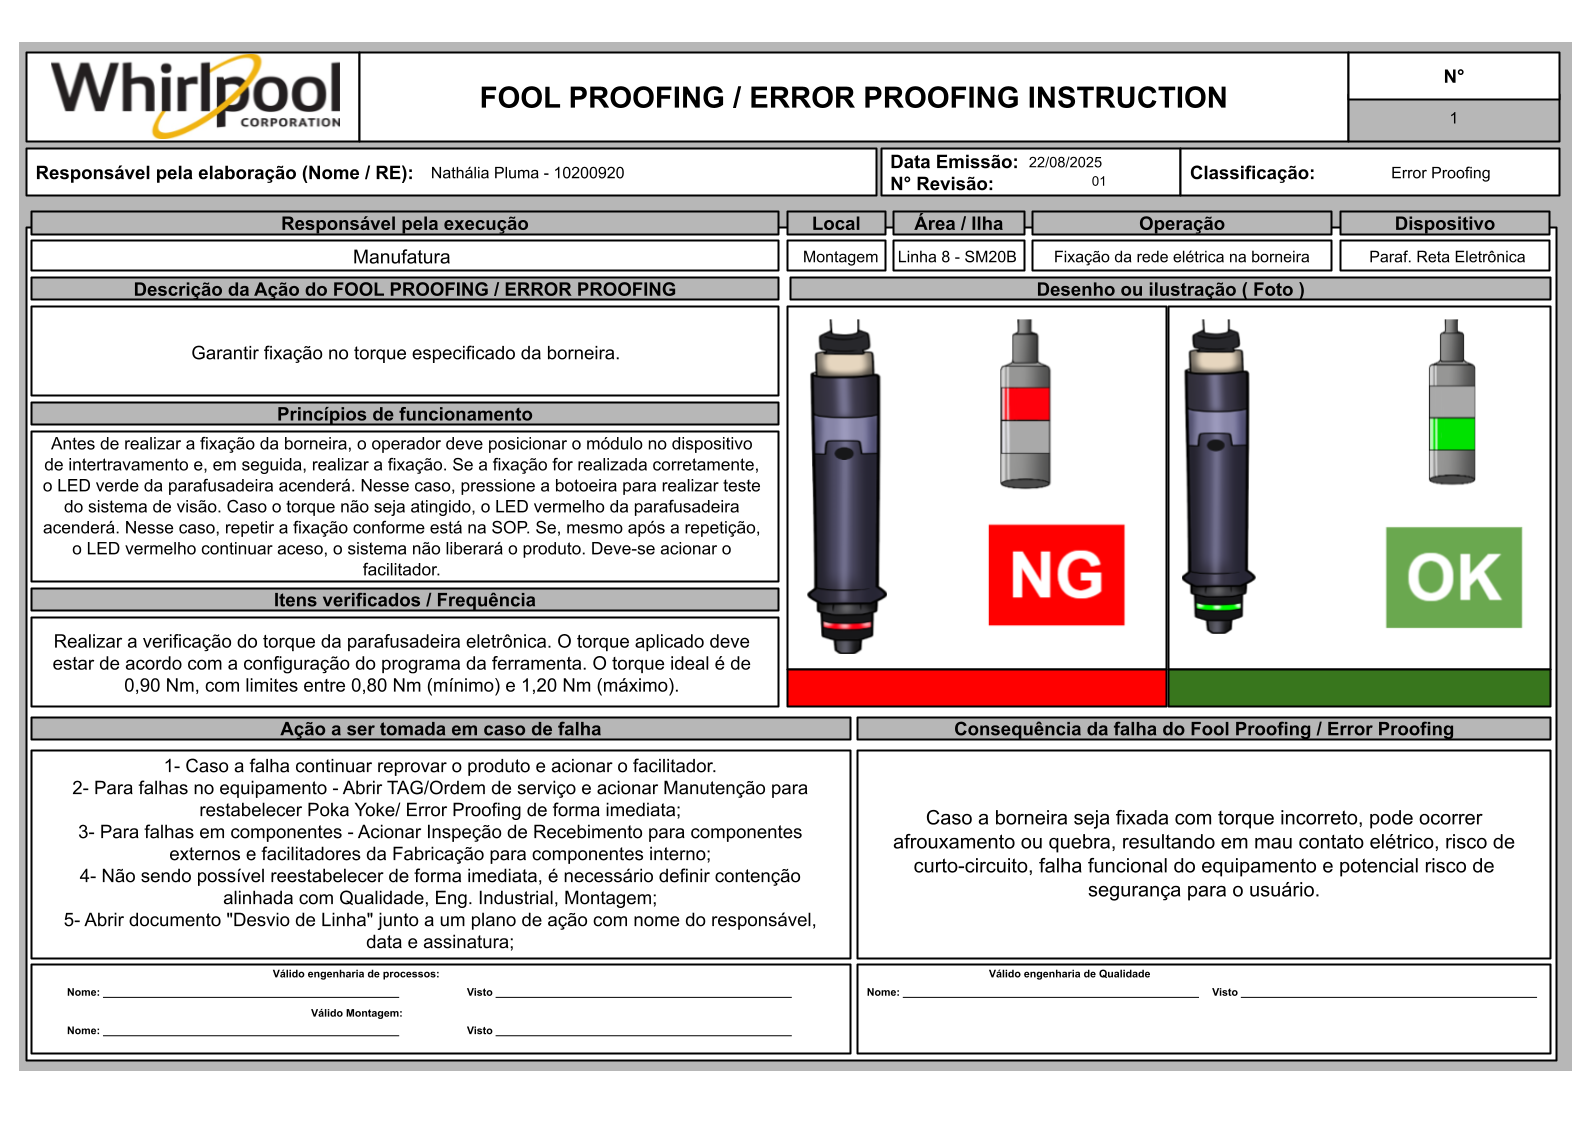 Whirlpool
CORPORATION
FOOL PROOFING / ERROR PROOFING INSTRUCTION
N°
1
Responsável pela elaboração (Nome / RE): Nathália Pluma - 10200920
Data Emissão: 22/08/2025
N° Revisão: 01
Classificação: Error Proofing
Responsável pela execução
Local
Área / Ilha
Operação
Dispositivo
Manufatura
Montagem
Linha 8 - SM20B
Fixação da rede elétrica na borneira
Paraf. Reta Eletrônica
Descrição da Ação do FOOL PROOFING / ERROR PROOFING
Desenho ou ilustração ( Foto )
Garantir fixação no torque especificado da borneira.
Princípios de funcionamento
Antes de realizar a fixação da borneira, o operador deve posicionar o módulo no dispositivo
de intertravamento e, em seguida, realizar a fixação. Se a fixação for realizada corretamente,
o LED verde da parafusadeira acenderá. Nesse caso, pressione a botoeira para realizar teste
do sistema de visão. Caso o torque não seja atingido, o LED vermelho da parafusadeira
acenderá. Nesse caso, repetir a fixação conforme está na SOP. Se, mesmo após a repetição,
o LED vermelho continuar aceso, o sistema não liberará o produto. Deve-se acionar o
facilitador.
NG
OK
Itens verificados / Frequência
Realizar a verificação do torque da parafusadeira eletrônica. O torque aplicado deve
estar de acordo com a configuração do programa da ferramenta. O torque ideal é de
0,90 Nm, com limites entre 0,80 Nm (mínimo) e 1,20 Nm (máximo).
Ação a ser tomada em caso de falha
1- Caso a falha continuar reprovar o produto e acionar o facilitador.
2- Para falhas no equipamento - Abrir TAG/Ordem de serviço e acionar Manutenção para
restabelecer Poka Yoke/ Error Proofing de forma imediata;
3- Para falhas em componentes - Acionar Inspeção de Recebimento para componentes
externos e facilitadores da Fabricação para componentes interno;
4- Não sendo possível reestabelecer de forma imediata, é necessário definir contenção
alinhada com Qualidade, Eng. Industrial, Montagem;
5- Abrir documento "Desvio de Linha" junto a um plano de ação com nome do responsável,
data e assinatura;
Consequência da falha do Fool Proofing / Error Proofing
Caso a borneira seja fixada com torque incorreto, pode ocorrer
afrouxamento ou quebra, resultando em mau contato elétrico, risco de
curto-circuito, falha funcional do equipamento e potencial risco de
segurança para o usuário.
Válido engenharia de processos:
Nome: Visto
Válido Montagem:
Nome: Visto
Válido engenharia de Qualidade
Nome: Visto